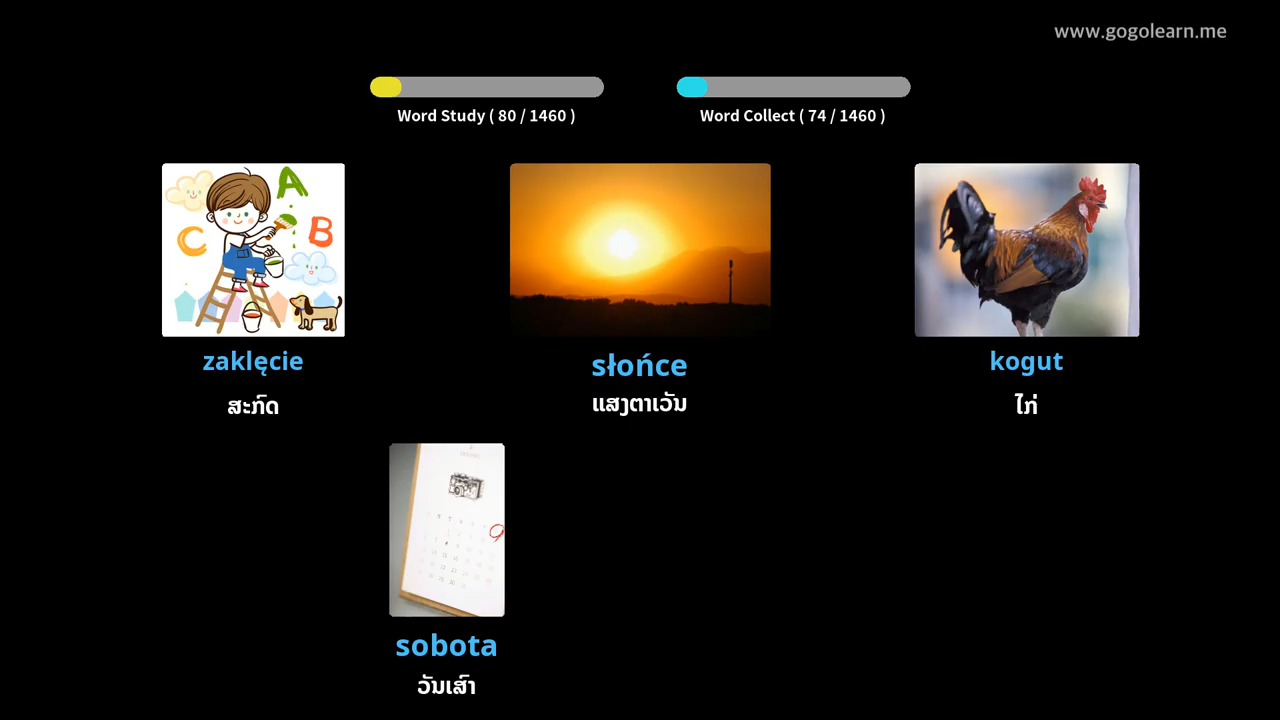 www.gogolearn.me
Word Study ( 80 / 1460 )
Word Collect ( 74 / 1460 )
A
B
C
zaklęcie
ສະກົດ
słońce
ແສງຕາເວັນ
kogut
ໄກ່
sobota
ວັນເສົາ